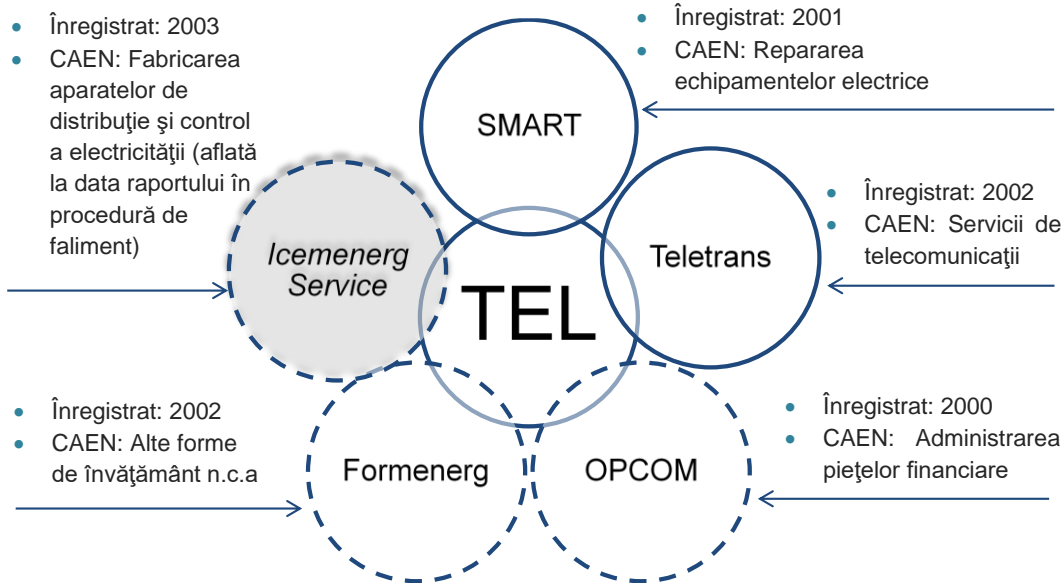 • Înregistrat: 2003
• CAEN: Fabricarea
aparatelor de
distribuţie şi control
a electricităţii (aflată
la data raportului în
procedură de
faliment)
• Înregistrat: 2001
• CAEN: Repararea
echipamentelor electrice
SMART
Icemenerg
Service
Teletrans
• Înregistrat: 2002
• CAEN: Servicii de
telecomunicaţii
TEL
• Înregistrat: 2002
• CAEN: Alte forme
de învăţământ n.c.a
Formenerg
OPCOM
• Înregistrat: 2000
• CAEN: Administrarea
pieţelor financiare